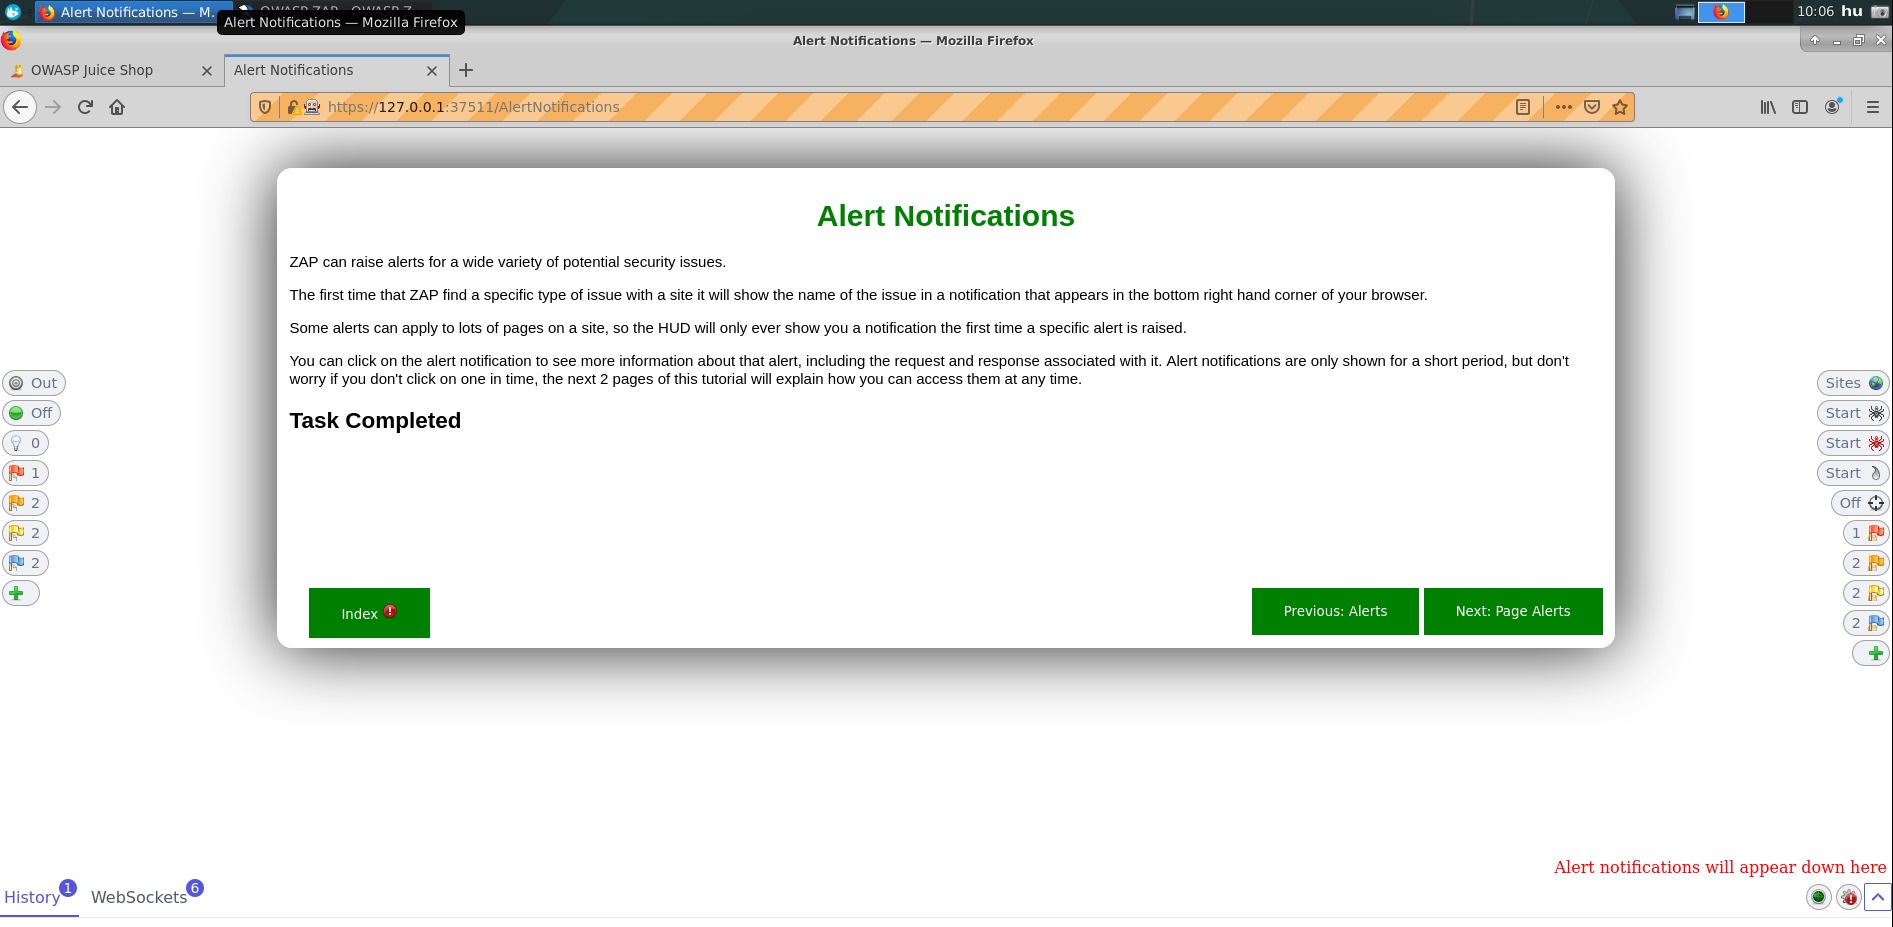 Alert Notifications — M.
Alert Notifications — Mozilla Firefox
10:06 hu
Alert Notifications — Mozilla Firefox
OWASP Juice Shop
Alert Notifications
https://127.0.0.1:37511/AlertNotifications
Alert Notifications
ZAP can raise alerts for a wide variety of potential security issues.
The first time that ZAP find a specific type of issue with a site it will show the name of the issue in a notification that appears in the bottom right hand corner of your browser.
Some alerts can apply to lots of pages on a site, so the HUD will only ever show you a notification the first time a specific alert is raised.
You can click on the alert notification to see more information about that alert, including the request and response associated with it. Alert notifications are only shown for a short period, but don't
worry if you don't click on one in time, the next 2 pages of this tutorial will explain how you can access them at any time.
Task Completed
Out
Off
0
1
2
2
2
Sites
Start
Start
Start
Off
1
2
2
2
Index
Previous: Alerts
Next: Page Alerts
Alert notifications will appear down here
History 1
WebSockets 6